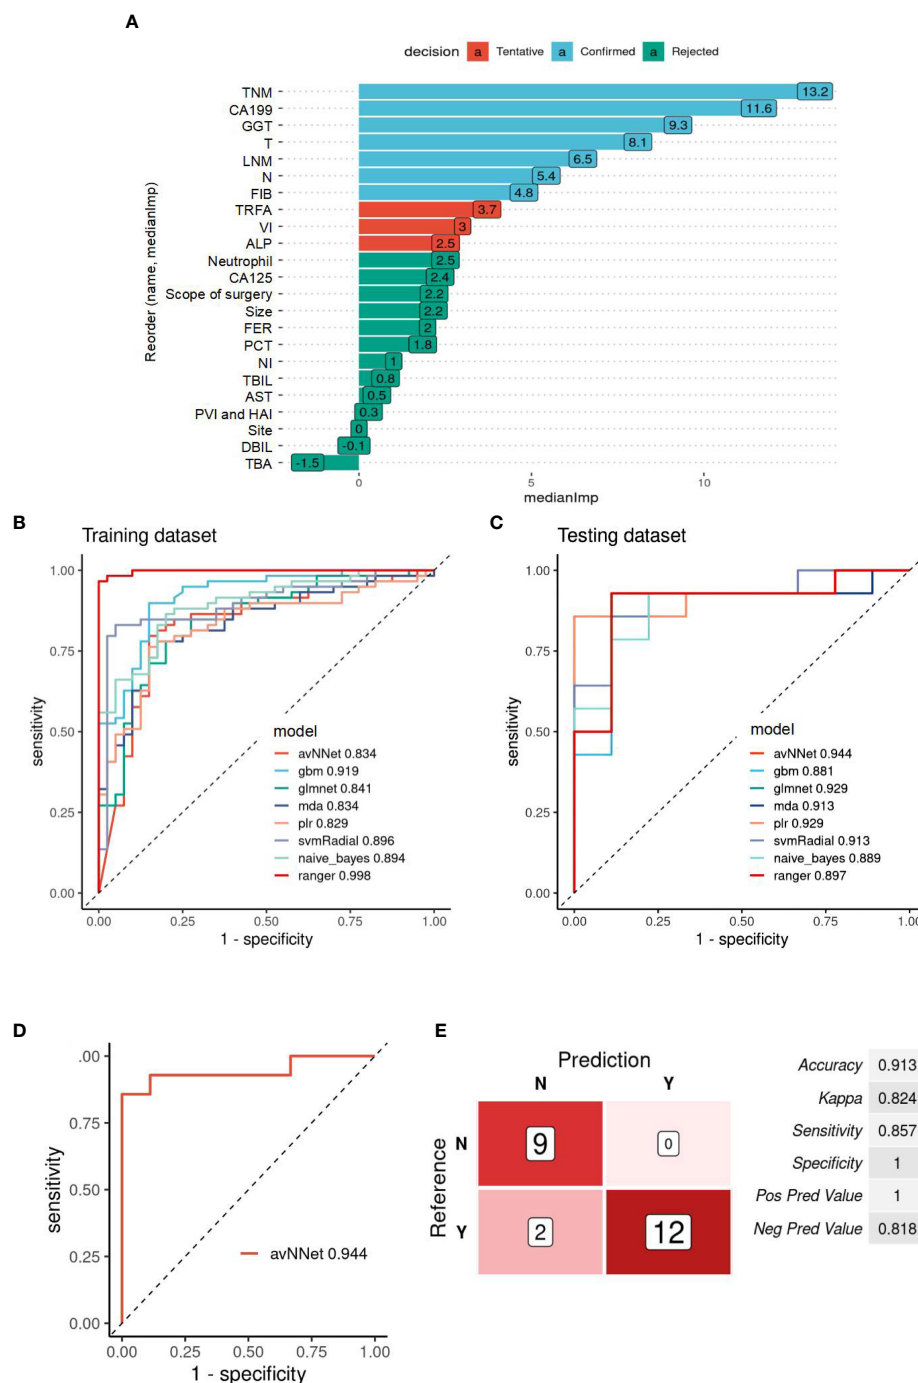 A
decision a Tentative a Confirmed a Rejected
Reorder (name, medianImp)
TNM 13.2
CA199 11.6
GGT 9.3
T 8.1
LNM 6.5
N 5.4
FIB 4.8
TRFA 3.7
VI 3
ALP 2.5
Neutrophil 2.5
CA125 2.4
Scope of surgery 2.2
Size 2.2
FER 2
PCT 1.8
NI 1
TBIL 0.8
AST 0.5
PVI and HAI 0.3
Site 0
DBIL -0.1
TBA -1.5
0 5 10
medianImp
B
Training dataset
sensitivity
1.00
0.75
0.50
0.25
0.00
model
avNNet 0.834
gbm 0.919
glmnet 0.841
mda 0.834
plr 0.829
svmRadial 0.896
naive_bayes 0.894
ranger 0.998
0.00 0.25 0.50 0.75 1.00
1 - specificity
C
Testing dataset
sensitivity
1.00
0.75
0.50
0.25
0.00
model
avNNet 0.944
gbm 0.881
glmnet 0.929
mda 0.913
plr 0.929
svmRadial 0.913
naive_bayes 0.889
ranger 0.897
0.00 0.25 0.50 0.75 1.00
1 - specificity
D
sensitivity
.00
0.75
0.50
0.25
0.00
avNNet 0.944
0.00 0.25 0.50 0.75 1.00
1 - specificity
E
Prediction
N Y
Reference
N 9 0
Y 2 12
Accuracy 0.913
Kappa 0.824
Sensitivity 0.857
Specificity 1
Pos Pred Value 1
Neg Pred Value 0.818